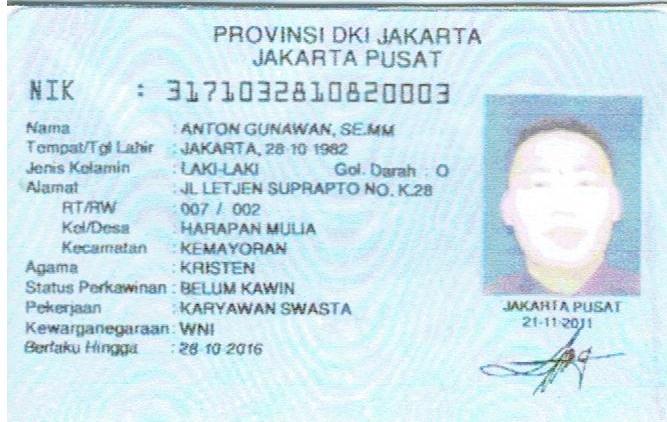 PROVINSI DKI JAKARTA
JAKARTA PUSAT
NIK : 3171032810820003
Nama : ANTON GUNAWAN, SE.MM
Tempat/Tgl Lahir : JAKARTA, 28-10-1982
Jenis Kelamin : LAKI-LAKI Gol. Darah : O
Alamat : JL LETJEN SUPRAPTO NO. K.28
RT/RW : 007 / 002
Kel/Desa : HARAPAN MULIA
Kecamatan : KEMAYORAN
Agama : KRISTEN
Status Perkawinan : BELUM KAWIN
Pekerjaan : KARYAWAN SWASTA
Kewarganegaraan : WNI
Berlaku Hingga : 28-10-2016
JAKARTA PUSAT
21-11-2011